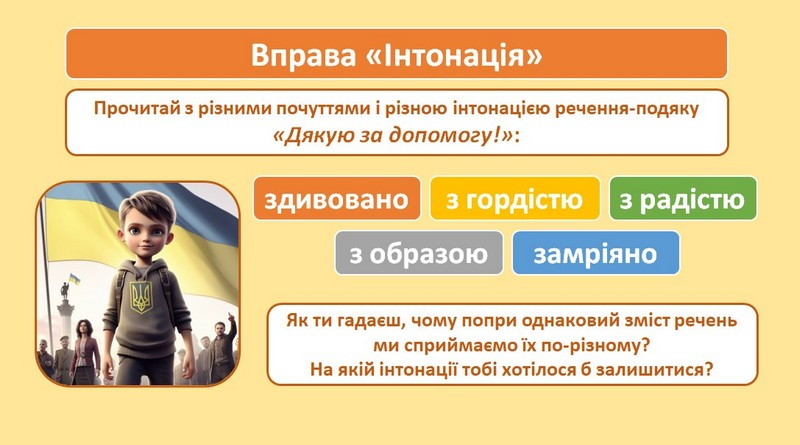 Вправа «Інтонація»
Прочитай з різними почуттями і різною інтонацією речення-подяку
«Дякую за допомогу!»:
здивовано
з гордістю
з радістю
з образою
замріяно
Як ти гадаєш, чому попри однаковий зміст речень
ми сприймаємо їх по-різному?
На якій інтонації тобі хотілося б залишитися?